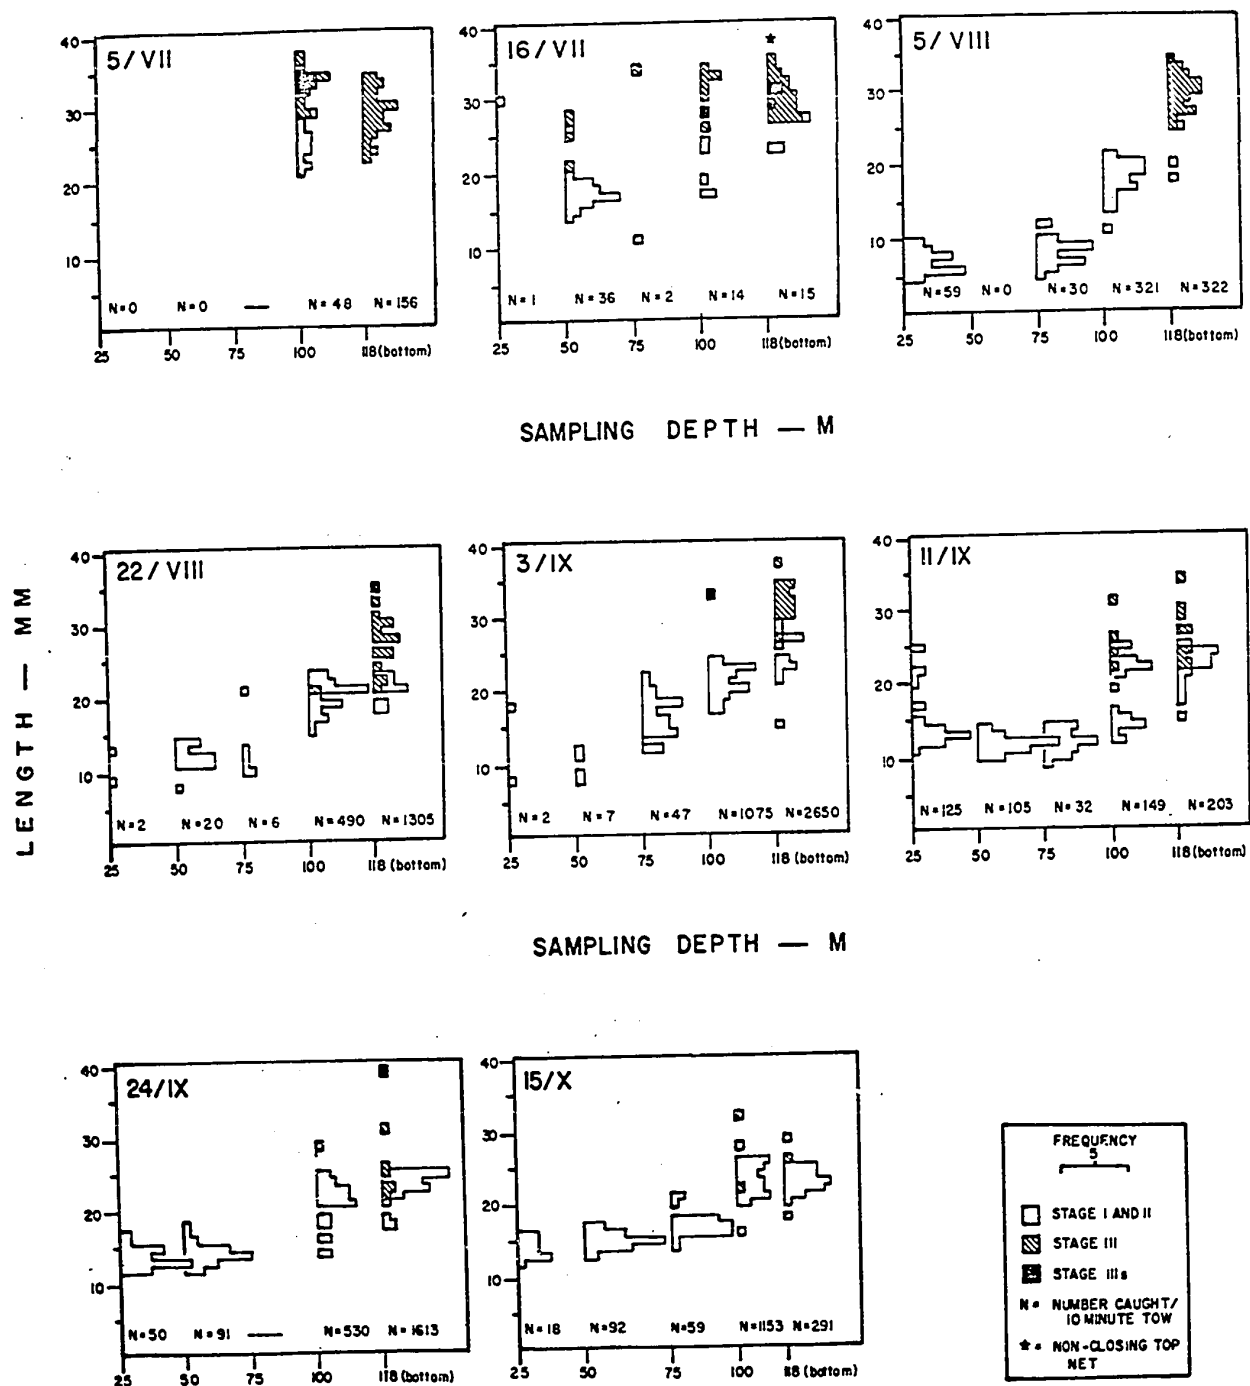 5/VII
40
30
20
10
N=0 N=0 — N=48 N=156
25 50 75 100 118(bottom)
16/VII
40
30
20
10
N=1 N=36 N=2 N=14 N=15
25 50 75 100 118(bottom)
5/VIII
40
30
20
10
N=59 N=0 N=30 N=321 N=322
25 50 75 100 118(bottom)
SAMPLING DEPTH — M
LENGTH — MM
22/VIII
40
30
20
10
N=2 N=20 N=6 N=490 N=1305
25 50 75 100 118(bottom)
3/IX
40
30
20
10
N=2 N=7 N=47 N=1075 N=2650
25 50 75 100 118(bottom)
11/IX
40
30
20
10
N=125 N=105 N=32 N=149 N=203
25 50 75 100 118(bottom)
SAMPLING DEPTH — M
24/IX
40
30
20
10
N=50 N=91 — N=530 N=1613
25 50 75 100 118(bottom)
15/X
40
30
20
10
N=18 N=92 N=59 N=1153 N=291
25 50 75 100 118(bottom)
FREQUENCY
5
STAGE I AND II
STAGE III
STAGE IIIs
N= NUMBER CAUGHT/
10 MINUTE TOW
★= NON-CLOSING TOP
NET